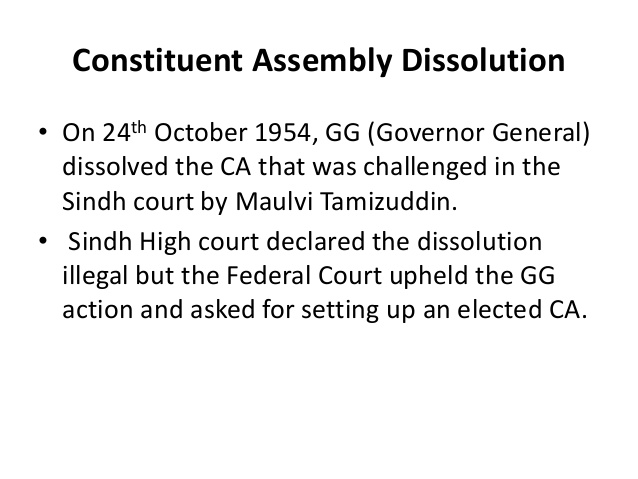 Constituent Assembly Dissolution
• On 24th October 1954, GG (Governor General)
dissolved the CA that was challenged in the
Sindh court by Maulvi Tamizuddin.
• Sindh High court declared the dissolution
illegal but the Federal Court upheld the GG
action and asked for setting up an elected CA.